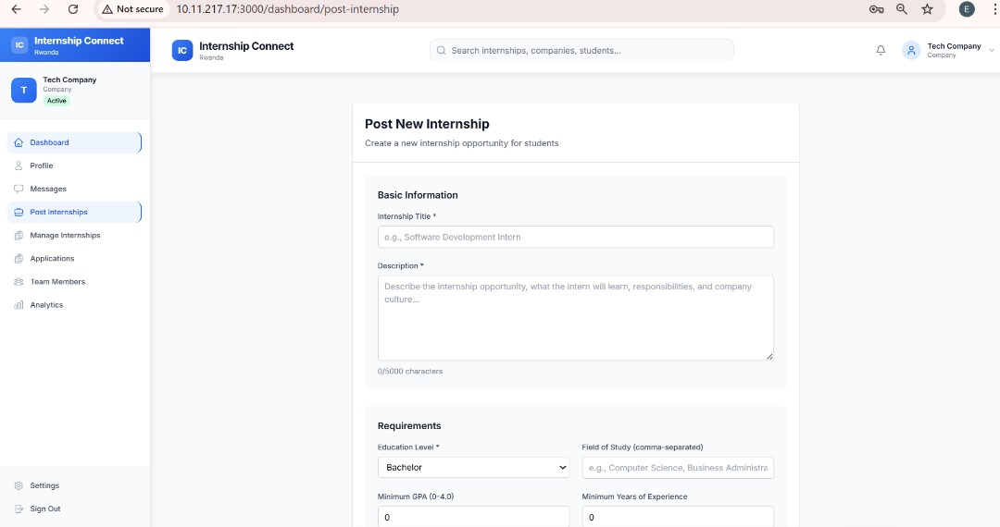 Not secure 10.11.217.17:3000/dashboard/post-internship
E
IC Internship Connect
Rwanda
IC Internship Connect
Rwanda
Search internships, companies, students...
Tech Company
Company
T
Tech Company
Company
Active
Dashboard
Profile
Messages
Post Internships
Manage Internships
Applications
Team Members
Analytics
Settings
Sign Out
Post New Internship
Create a new internship opportunity for students
Basic Information
Internship Title *
e.g., Software Development Intern
Description *
Describe the internship opportunity, what the intern will learn, responsibilities, and company
culture...
0/5000 characters
Requirements
Education Level * Field of Study (comma-separated)
Bachelor e.g., Computer Science, Business Administra
Minimum GPA (0-4.0) Minimum Years of Experience
0 0